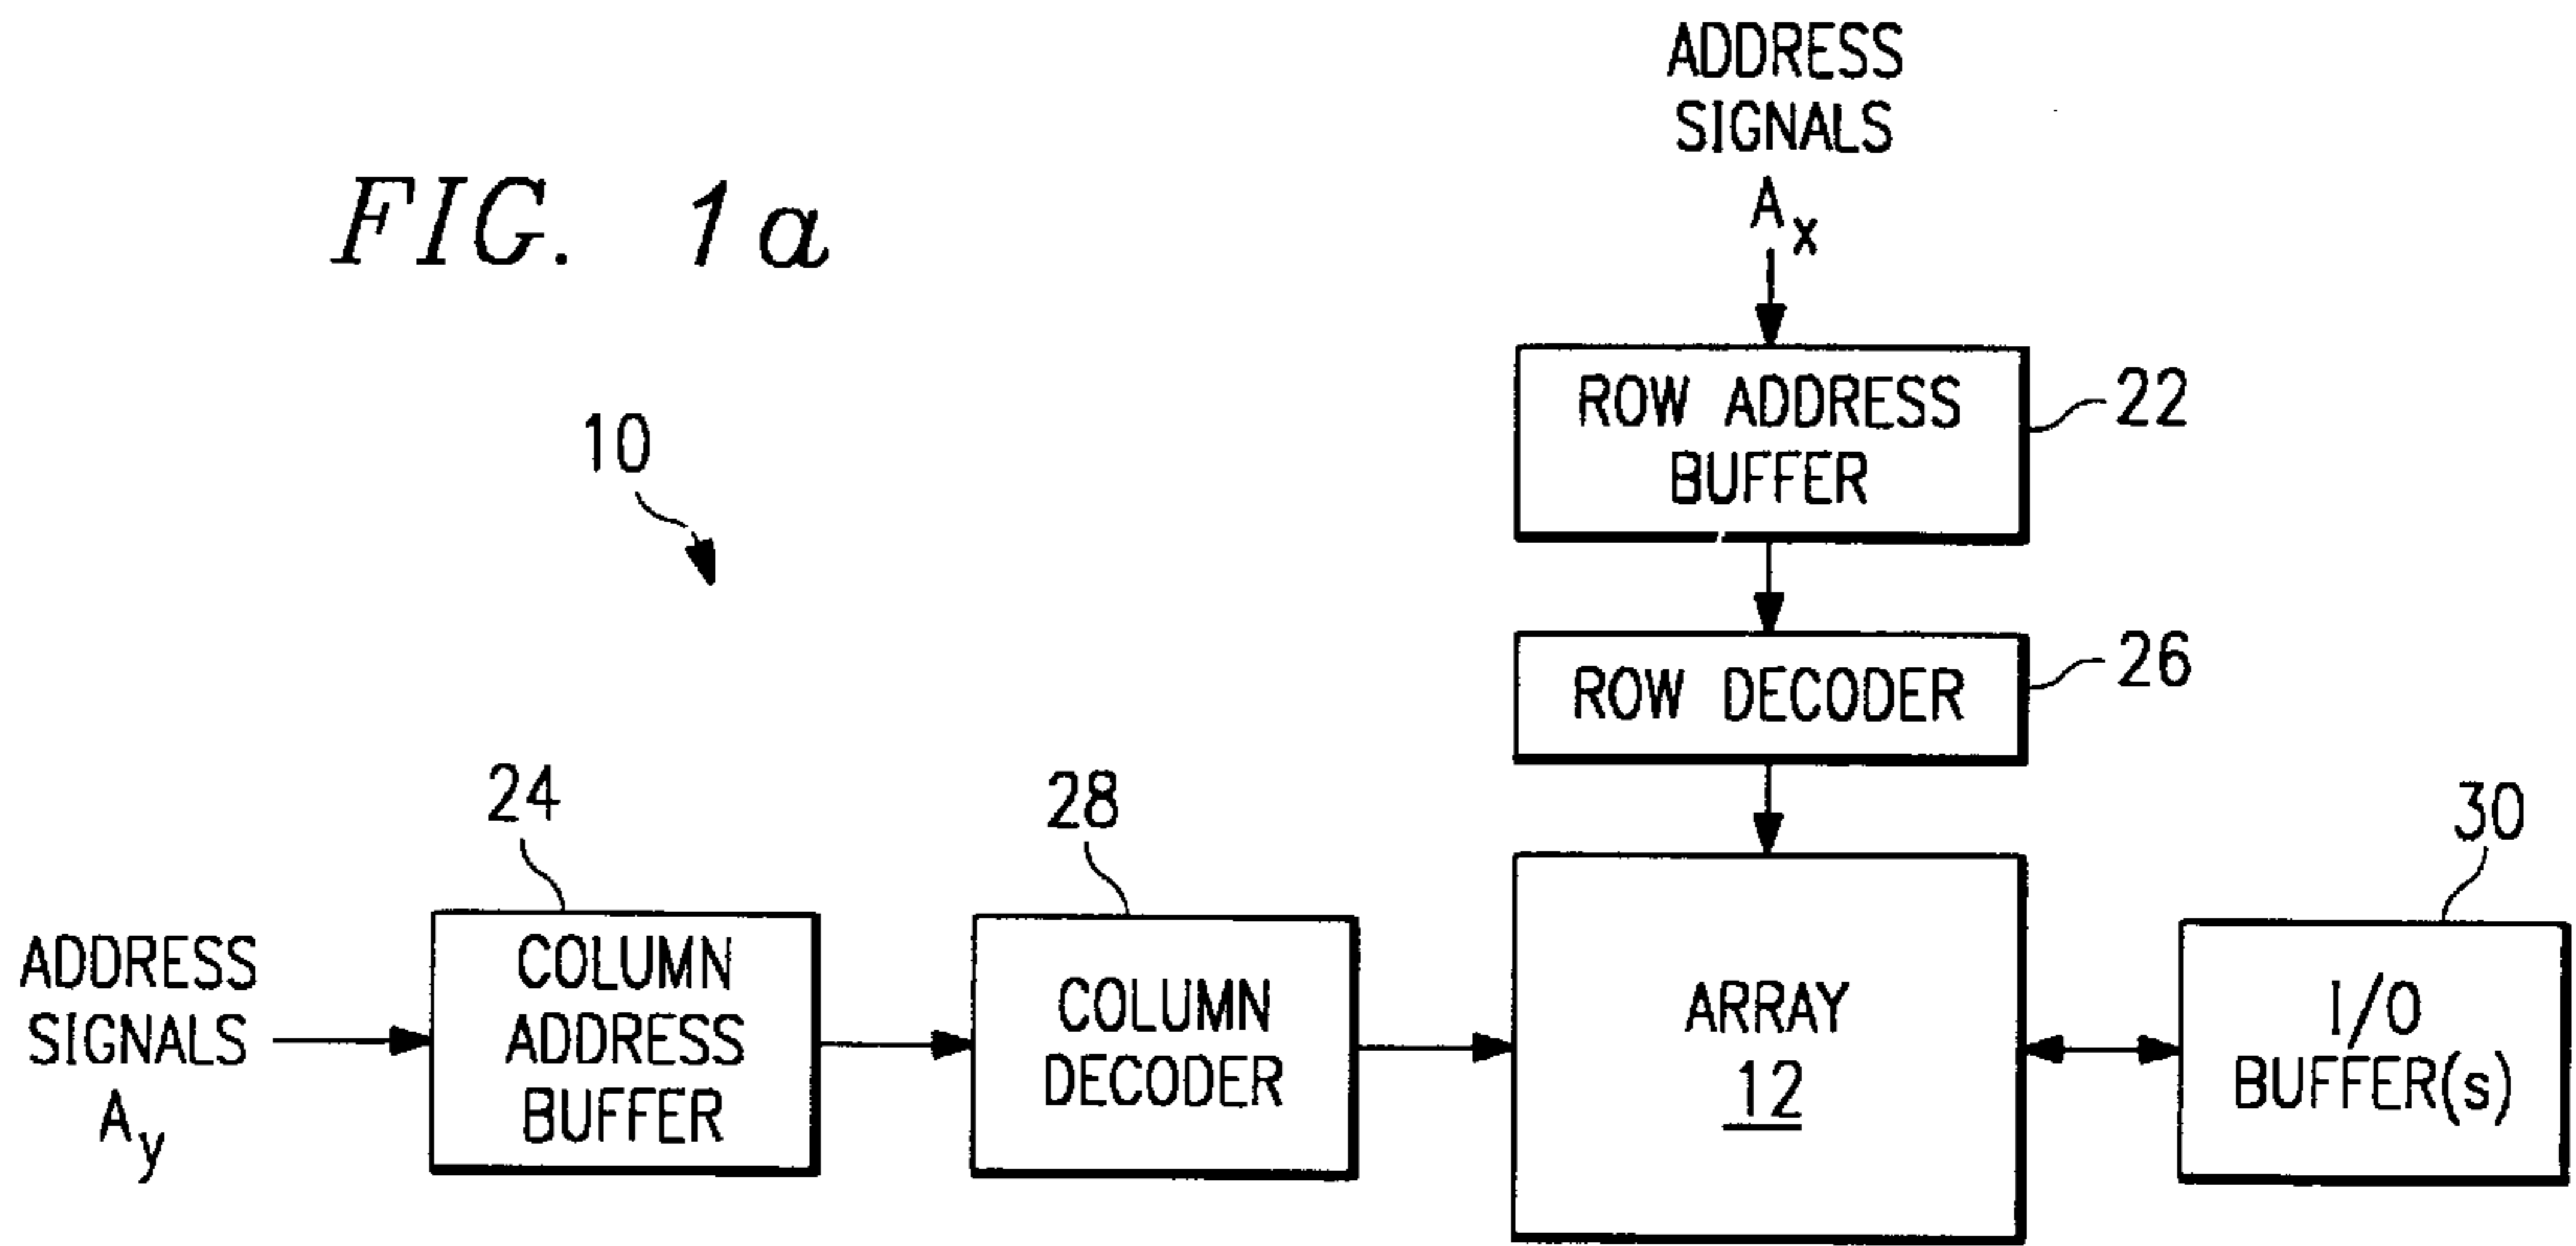 ADDRESS
SIGNALS
Ax
FIG. 1a
ROW ADDRESS
BUFFER
22
10
ROW DECODER
26
24
28
30
ADDRESS
SIGNALS
Ay
COLUMN
ADDRESS
BUFFER
COLUMN
DECODER
ARRAY
12
I/O
BUFFER(s)